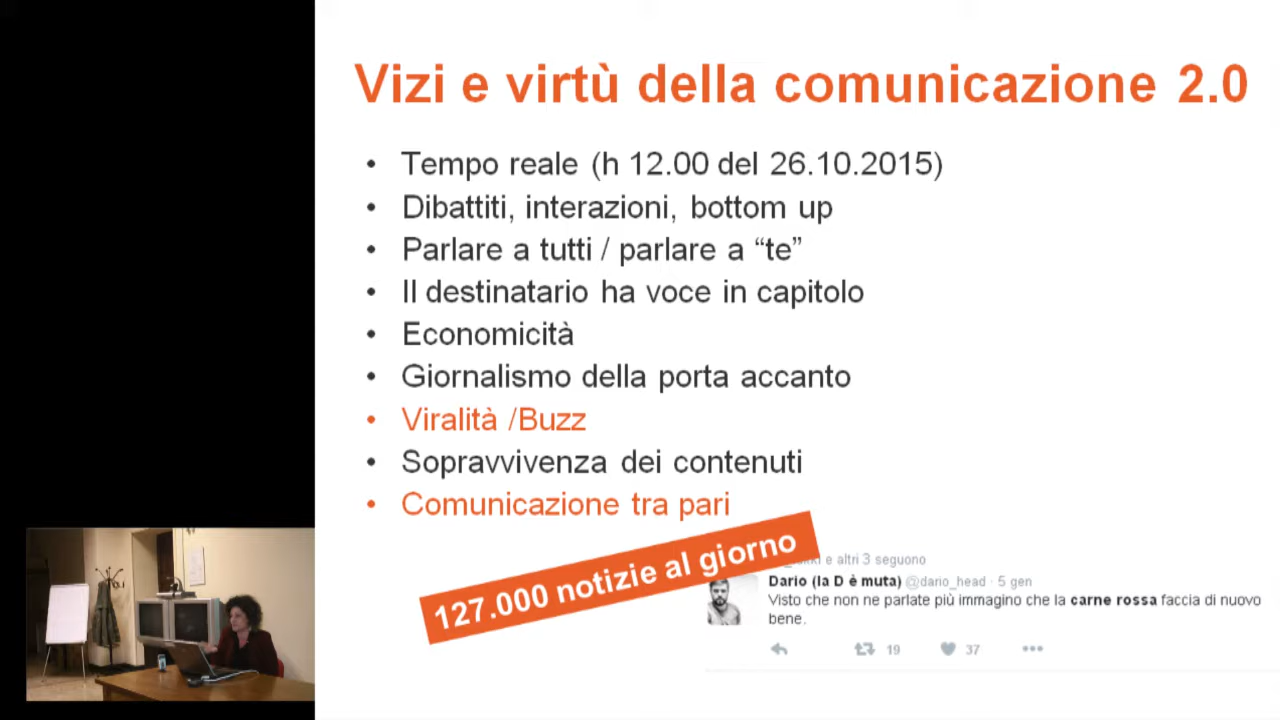 Vizi e virtù della comunicazione 2.0
• Tempo reale (h 12.00 del 26.10.2015)
• Dibattiti, interazioni, bottom up
• Parlare a tutti / parlare a “te”
• Il destinatario ha voce in capitolo
• Economicità
• Giornalismo della porta accanto
• Viralità /Buzz
• Sopravvivenza dei contenuti
• Comunicazione tra pari
127.000 notizie al giorno
e altri 3 seguono
Dario (la D è muta) @dario_head · 5 gen
Visto che non ne parlate più immagino che la carne rossa faccia di nuovo
bene.
19 37